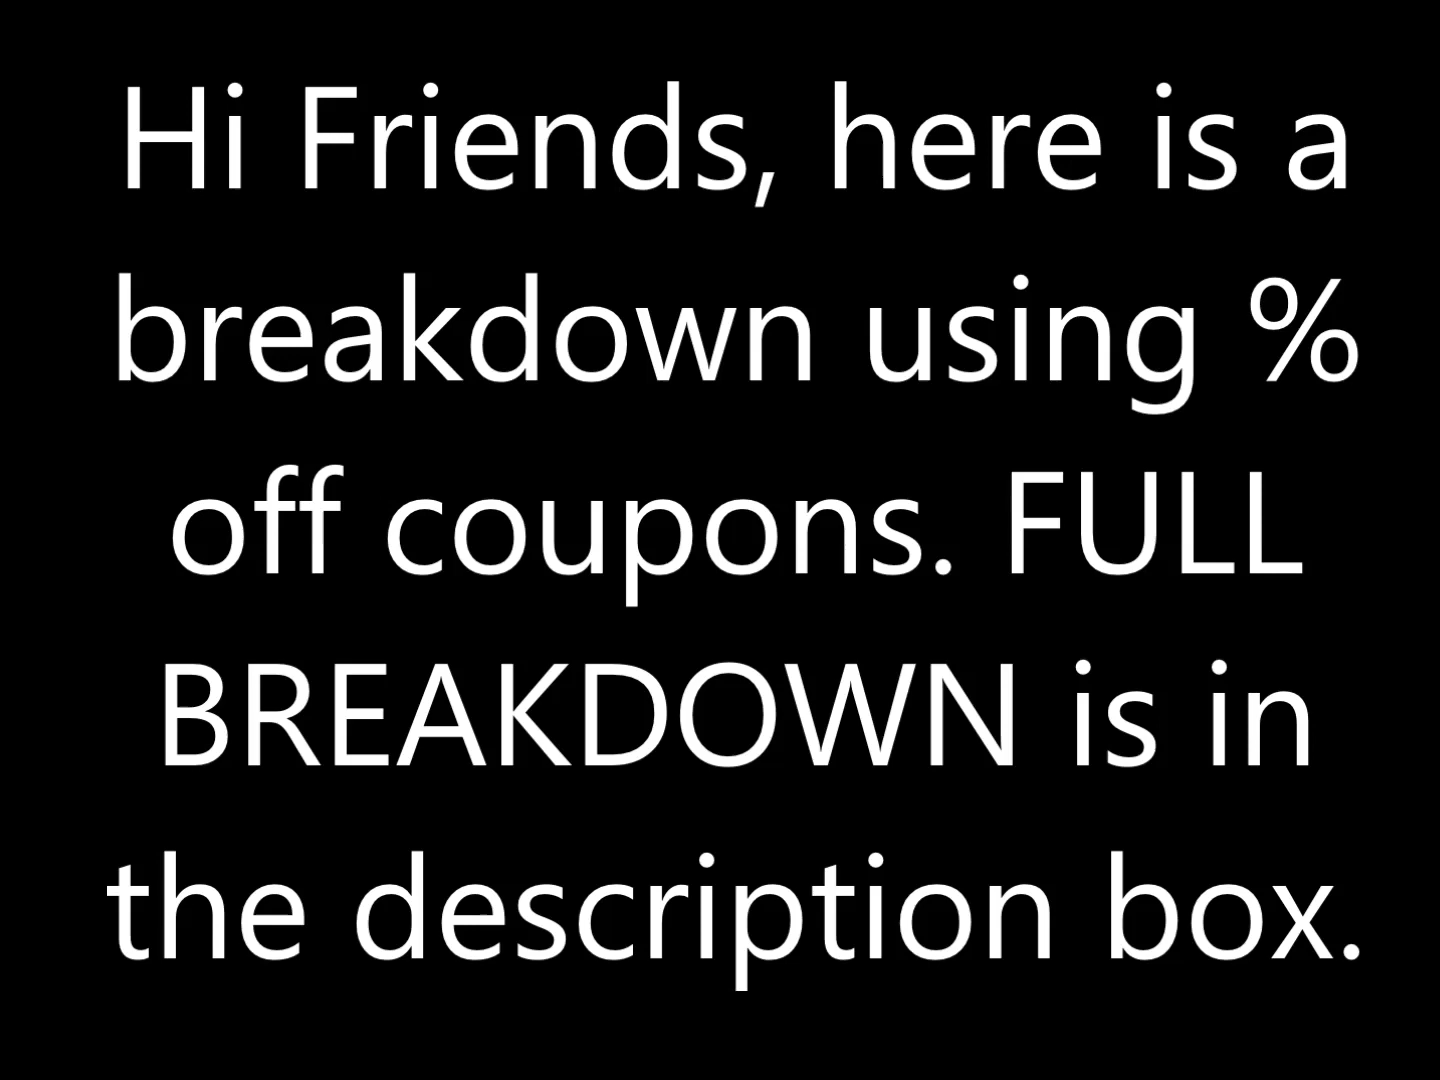 Hi Friends, here is a
breakdown using %
off coupons. FULL
BREAKDOWN is in
the description box.